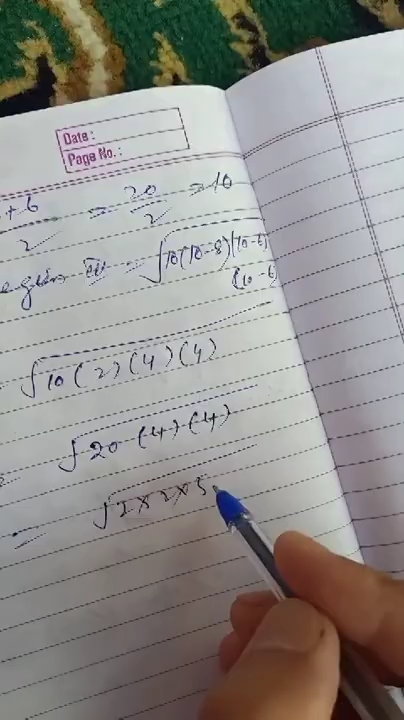 Date :
Page No.:
+6/2 = 20/2 = 10
= √10(10-8)(10-6)
(10-6)
√10(2)(4)(4)
√20 (4)(4)
= √2×2×5